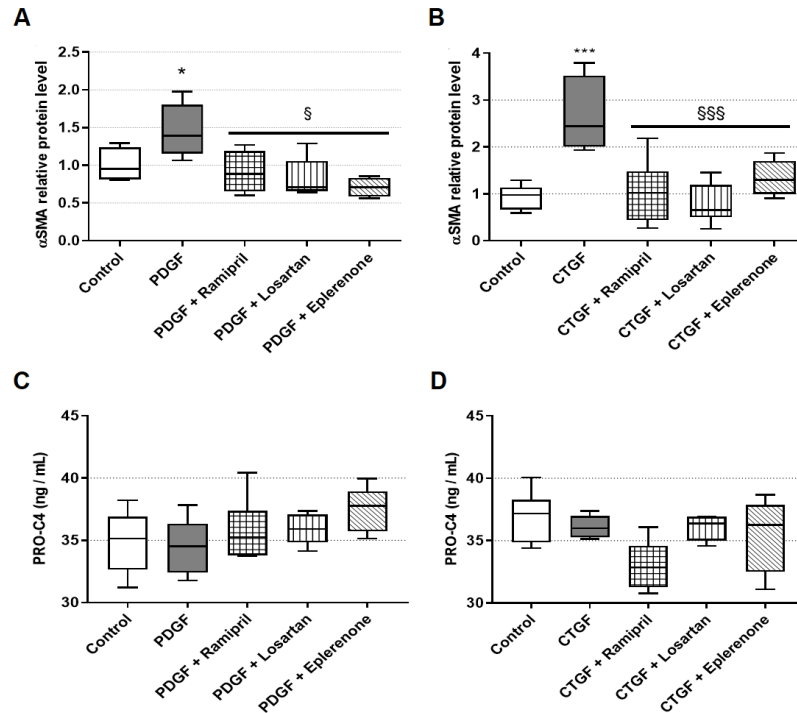 A
αSMA relative protein level
2.5
2.0
1.5
1.0
0.5
0.0
*
§
Control
PDGF
PDGF + Ramipril
PDGF + Losartan
PDGF + Eplerenone
B
αSMA relative protein level
4
3
2
1
0
***
§§§
Control
CTGF
CTGF + Ramipril
CTGF + Losartan
CTGF + Eplerenone
C
PRO-C4 (ng / mL)
45
40
35
30
Control
PDGF
PDGF + Ramipril
PDGF + Losartan
PDGF + Eplerenone
D
PRO-C4 (ng / mL)
45
40
35
30
Control
CTGF
CTGF + Ramipril
CTGF + Losartan
CTGF + Eplerenone